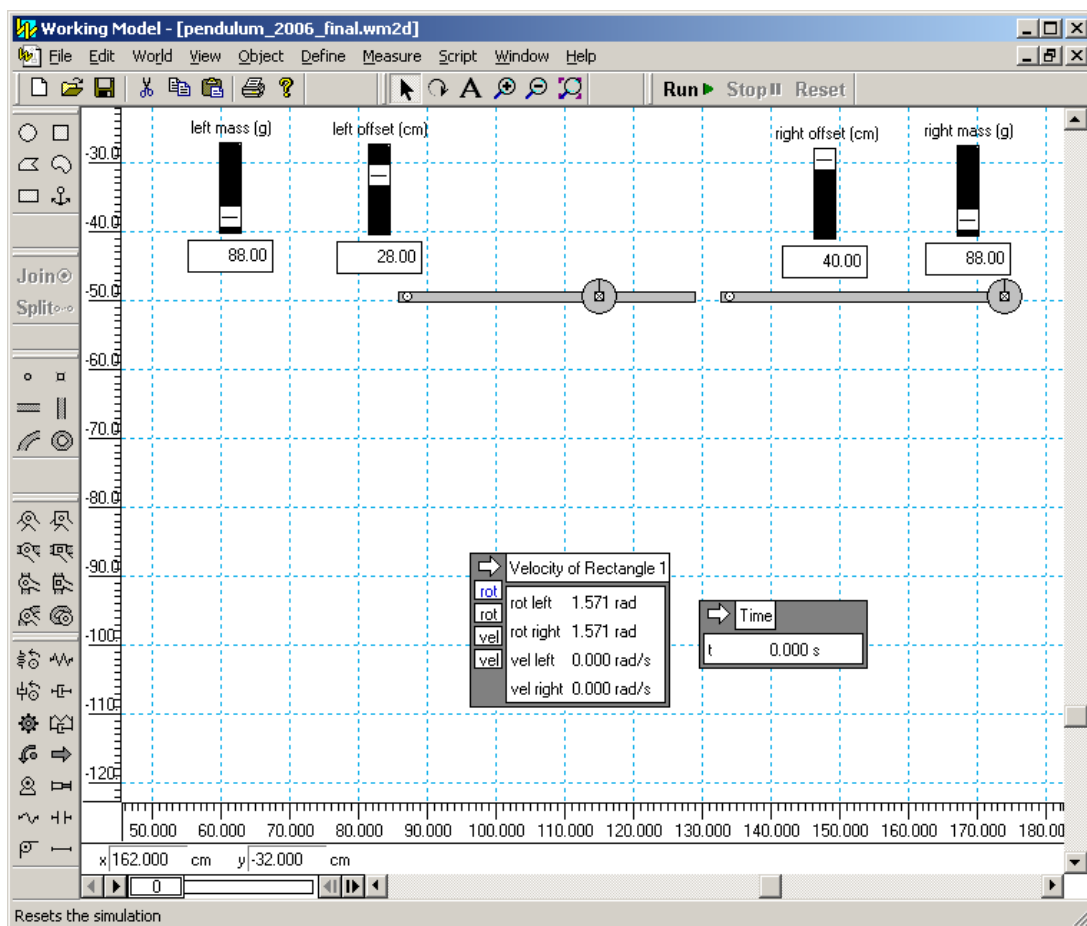 Working Model - [pendulum_2006_final.wm2d]
File Edit World View Object Define Measure Script Window Help
Run Stop Reset
left mass (g) left offset (cm) right offset (cm) right mass (g)
88.00 28.00 40.00 88.00
Join
Split
-30.0
-40.0
-50.0
-60.0
-70.0
-80.0
-90.0
-100
-110
-120
Velocity of Rectangle 1
rot
rot
vel
vel
rot left 1.571 rad
rot right 1.571 rad
vel left 0.000 rad/s
vel right 0.000 rad/s
Time
t 0.000 s
50.000 60.000 70.000 80.000 90.000 100.000 110.000 120.000 130.000 140.000 150.000 160.000 170.000 180.00
x 162.000 cm y -32.000 cm
0
Resets the simulation